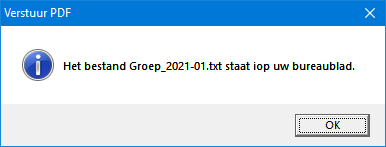 Verstuur PDF
Het bestand Groep_2021-01.txt staat iop uw bureaublad.
OK